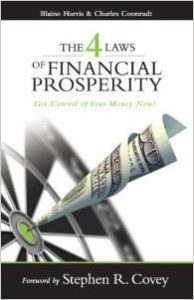 Blaine Harris & Charles Coonradt
THE 4 LAWS
OF FINANCIAL
PROSPERITY
Get Control of Your Money Now!
Foreword by Stephen R. Covey